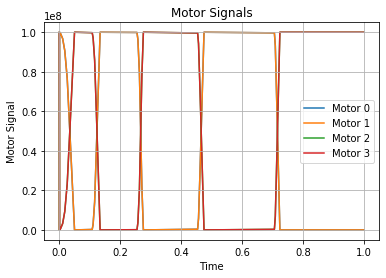 Motor Signals
1e8
1.0
0.8
0.6
0.4
0.2
0.0
Motor Signal
Motor 0
Motor 1
Motor 2
Motor 3
0.0 0.2 0.4 0.6 0.8 1.0
Time